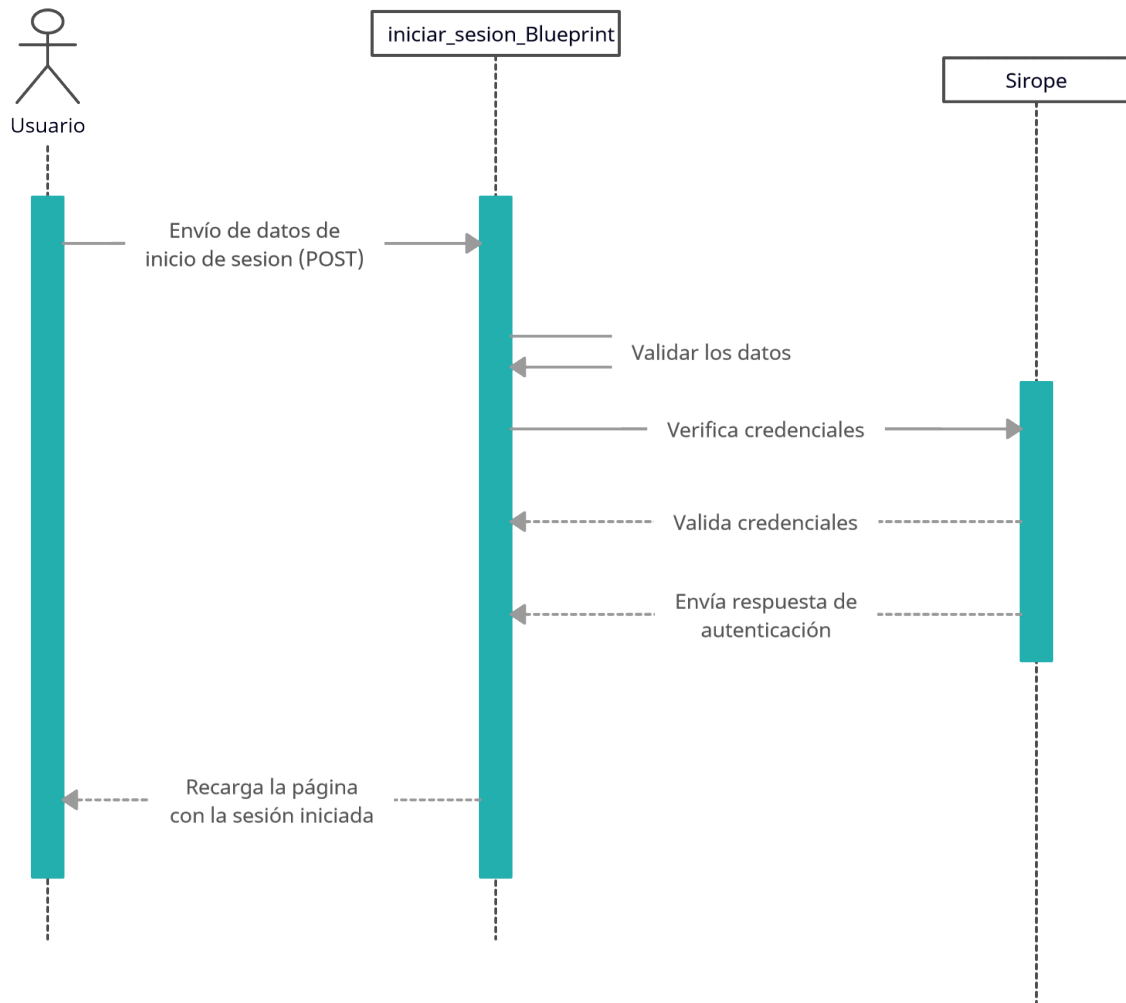 iniciar_sesion_Blueprint
Sirope
Usuario
Envío de datos de
inicio de sesion (POST)
Validar los datos
Verifica credenciales
Valida credenciales
Envía respuesta de
autenticación
Recarga la página
con la sesión iniciada